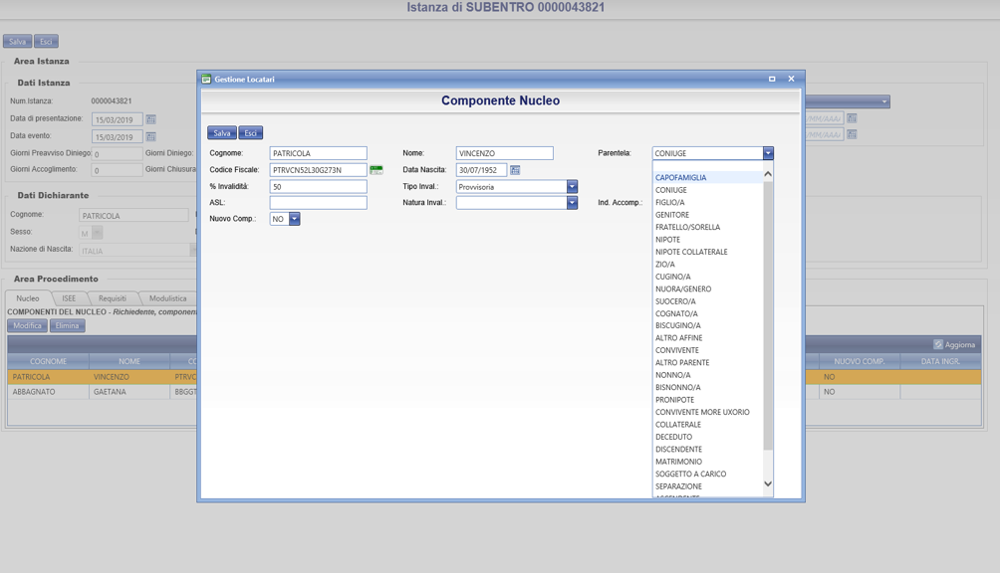 Istanza di SUBENTRO 0000043821
Salva Esci
Area Istanza
Dati Istanza
Num Istanza: 0000043821
Data di presentazione: 15/03/2019
Data evento: 15/03/2019
Giorni Preavviso Diniego: 0 Giorni Diniego:
Giorni Accoglimento: 0 Giorni Chiusura
Dati Dichiarante
Cognome: PATRICOLA
Sesso: M
Nazione di Nascita: ITALIA
Area Procedimento
Nucleo ISEE Requisiti Modulistica
COMPONENTI DEL NUCLEO - Richiedente, componen
Modifica Elimina
Aggiorna
COGNOME NOME CO NUOVO COMP. DATA INGR.
PATRICOLA VINCENZO PTRVC NO
ABBAGNATO GAETANA BBGGT NO
Gestione Locatari
Componente Nucleo
Salva Esci
Cognome: PATRICOLA Nome: VINCENZO Parentela: CONIUGE
Codice Fiscale: PTRVCN52L30G273N Data Nascita: 30/07/1952
% Invalidità: 50 Tipo Inval.: Provvisoria
ASL: Natura Inval.: Ind. Accomp.:
Nuovo Comp.: NO
CAPOFAMIGLIA
CONIUGE
FIGLIO/A
GENITORE
FRATELLO/SORELLA
NIPOTE
NIPOTE COLLATERALE
ZIO/A
CUGINO/A
NUORA/GENERO
SUOCERO/A
COGNATO/A
BISCUGINO/A
ALTRO AFFINE
CONVIVENTE
ALTRO PARENTE
NONNO/A
BISNONNO/A
PRONIPOTE
CONVIVENTE MORE UXORIO
COLLATERALE
DECEDUTO
DISCENDENTE
MATRIMONIO
SOGGETTO A CARICO
SEPARAZIONE